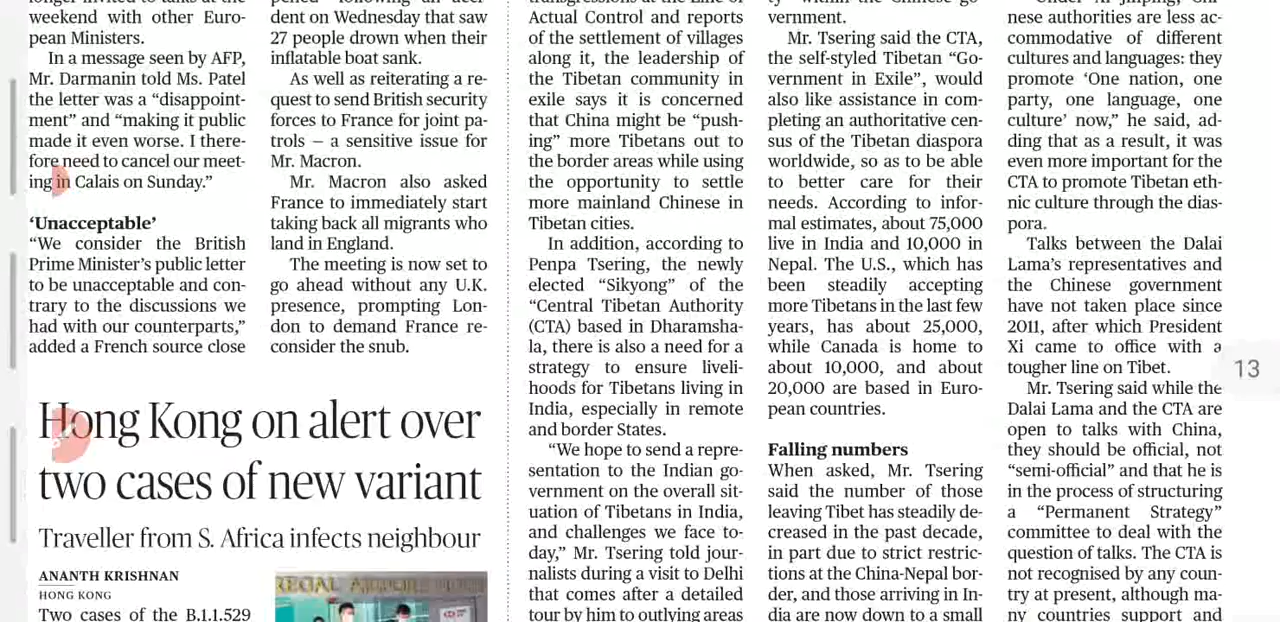 longer invited to talks at the
weekend with other Euro-
pean Ministers.
In a message seen by AFP,
Mr. Darmanin told Ms. Patel
the letter was a “disappoint-
ment” and “making it public
made it even worse. I there-
fore need to cancel our meet-
ing in Calais on Sunday.”
‘Unacceptable’
“We consider the British
Prime Minister’s public letter
to be unacceptable and con-
trary to the discussions we
had with our counterparts,”
added a French source close
dent on Wednesday that saw
27 people drown when their
inflatable boat sank.
As well as reiterating a re-
quest to send British security
forces to France for joint pa-
trols – a sensitive issue for
Mr. Macron.
Mr. Macron also asked
France to immediately start
taking back all migrants who
land in England.
The meeting is now set to
go ahead without any U.K.
presence, prompting Lon-
don to demand France re-
consider the snub.
Hong Kong on alert over
two cases of new variant
Traveller from S. Africa infects neighbour
ANANTH KRISHNAN
HONG KONG
Two cases of the B.1.1.529
REGAL AIRPORT
Actual Control and reports
of the settlement of villages
along it, the leadership of
the Tibetan community in
exile says it is concerned
that China might be “push-
ing” more Tibetans out to
the border areas while using
the opportunity to settle
more mainland Chinese in
Tibetan cities.
In addition, according to
Penpa Tsering, the newly
elected “Sikyong” of the
“Central Tibetan Authority
(CTA) based in Dharamsha-
la, there is also a need for a
strategy to ensure liveli-
hoods for Tibetans living in
India, especially in remote
and border States.
“We hope to send a repre-
sentation to the Indian go-
vernment on the overall sit-
uation of Tibetans in India,
and challenges we face to-
day,” Mr. Tsering told jour-
nalists during a visit to Delhi
that comes after a detailed
tour by him to outlying areas
vernment.
Mr. Tsering said the CTA,
the self-styled Tibetan “Go-
vernment in Exile”, would
also like assistance in com-
pleting an authoritative cen-
sus of the Tibetan diaspora
worldwide, so as to be able
to better care for their
needs. According to infor-
mal estimates, about 75,000
live in India and 10,000 in
Nepal. The U.S., which has
been steadily accepting
more Tibetans in the last few
years, has about 25,000,
while Canada is home to
about 10,000, and about
20,000 are based in Euro-
pean countries.
Falling numbers
When asked, Mr. Tsering
said the number of those
leaving Tibet has steadily de-
creased in the past decade,
in part due to strict restric-
tions at the China-Nepal bor-
der, and those arriving in In-
dia are now down to a small
nese authorities are less ac-
commodative of different
cultures and languages: they
promote ‘One nation, one
party, one language, one
culture’ now,” he said, ad-
ding that as a result, it was
even more important for the
CTA to promote Tibetan eth-
nic culture through the dias-
pora.
Talks between the Dalai
Lama’s representatives and
the Chinese government
have not taken place since
2011, after which President
Xi came to office with a
tougher line on Tibet.
Mr. Tsering said while the
Dalai Lama and the CTA are
open to talks with China,
they should be official, not
“semi-official” and that he is
in the process of structuring
a “Permanent Strategy”
committee to deal with the
question of talks. The CTA is
not recognised by any coun-
try at present, although ma-
ny countries support and
13